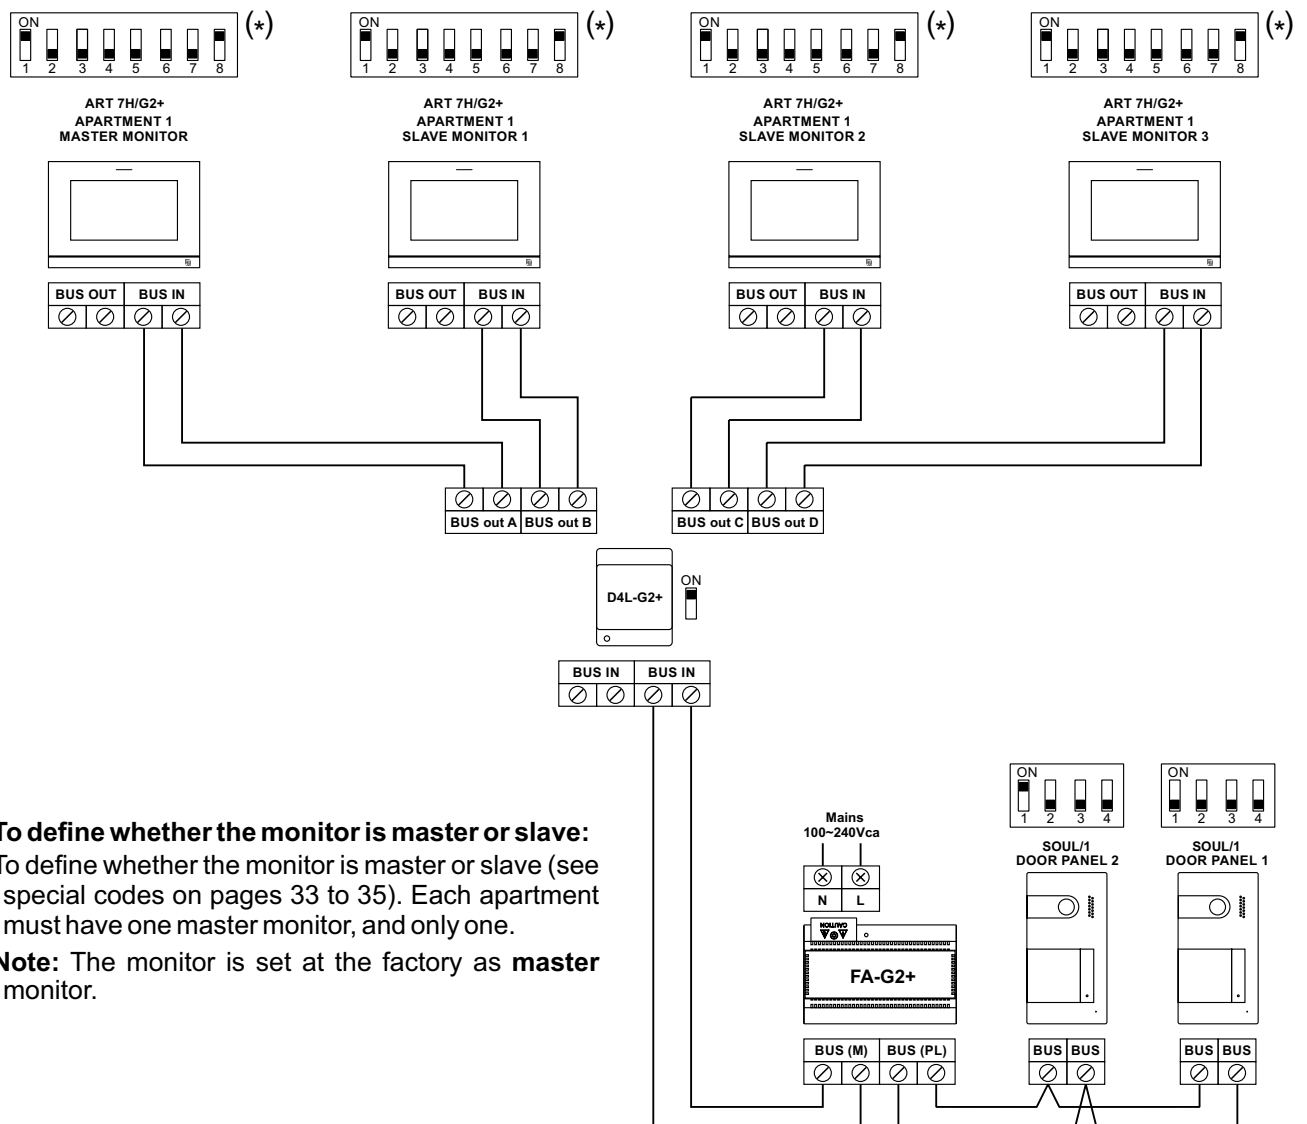 ON ON ON ON
(*) (*) (*) (*)
1 2 3 4 5 6 7 8 1 2 3 4 5 6 7 8 1 2 3 4 5 6 7 8 1 2 3 4 5 6 7 8
ART 7H/G2+
APARTMENT 1
MASTER MONITOR
ART 7H/G2+
APARTMENT 1
SLAVE MONITOR 1
ART 7H/G2+
APARTMENT 1
SLAVE MONITOR 2
ART 7H/G2+
APARTMENT 1
SLAVE MONITOR 3
BUS OUT BUS IN BUS OUT BUS IN BUS OUT BUS IN BUS OUT BUS IN
BUS out A BUS out B BUS out C BUS out D
ON
D4L-G2+
BUS IN BUS IN
To define whether the monitor is master or slave:
To define whether the monitor is master or slave (see
special codes on pages 33 to 35). Each apartment
must have one master monitor, and only one.
Note: The monitor is set at the factory as master
monitor.
Mains
100~240Vca
N L
CAUTION
FA-G2+
BUS (M) BUS (PL)
ON
1 2 3 4
SOUL/1
DOOR PANEL 2
BUS BUS
ON
1 2 3 4
SOUL/1
DOOR PANEL 1
BUS BUS